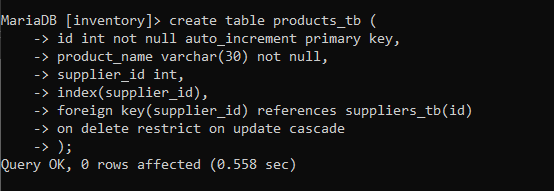 MariaDB [inventory]> create table products_tb (
    -> id int not null auto_increment primary key,
    -> product_name varchar(30) not null,
    -> supplier_id int,
    -> index(supplier_id),
    -> foreign key(supplier_id) references suppliers_tb(id)
    -> on delete restrict on update cascade
    -> );
Query OK, 0 rows affected (0.558 sec)